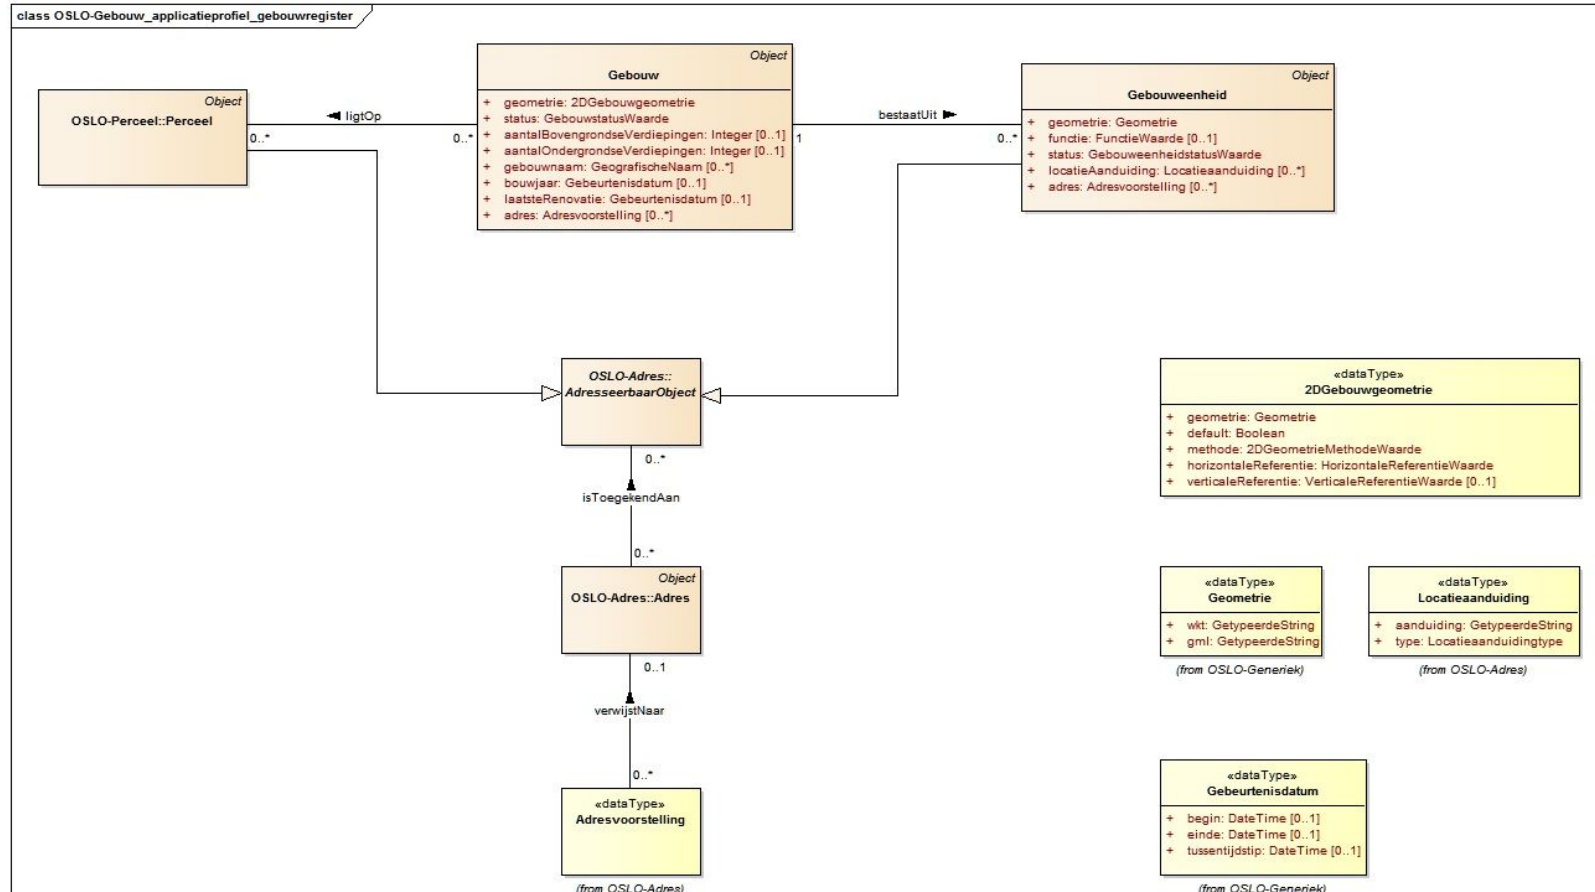 class OSLO-Gebouw_applicatieprofiel_gebouwregister
Object
OSLO-Perceel::Perceel
ligtOp
0..*
0..*
Object
Gebouw
+ geometrie: 2DGebouwgeometrie
+ status: GebouwstatusWaarde
+ aantalBovengrondseVerdiepingen: Integer [0..1]
+ aantalOndergrondseVerdiepingen: Integer [0..1]
+ gebouwnaam: GeografischeNaam [0..*]
+ bouwjaar: Gebeurtenisdatum [0..1]
+ laatsteRenovatie: Gebeurtenisdatum [0..1]
+ adres: Adresvoorstelling [0..*]
bestaatUit
1
0..*
Object
Gebouweenheid
+ geometrie: Geometrie
+ functie: FunctieWaarde [0..1]
+ status: GebouweenheidstatusWaarde
+ locatieAanduiding: Locatieaanduiding [0..*]
+ adres: Adresvoorstelling [0..*]
OSLO-Adres::
AdresseerbaarObject
0..*
isToegekendAan
0..*
Object
OSLO-Adres::Adres
0..1
verwijstNaar
0..*
«dataType»
Adresvoorstelling
(from OSLO-Adres)
«dataType»
2DGebouwgeometrie
+ geometrie: Geometrie
+ default: Boolean
+ methode: 2DGeometrieMethodeWaarde
+ horizontaleReferentie: HorizontaleReferentieWaarde
+ verticaleReferentie: VerticaleReferentieWaarde [0..1]
«dataType»
Geometrie
+ wkt: GetypeerdeString
+ gml: GetypeerdeString
(from OSLO-Generiek)
«dataType»
Locatieaanduiding
+ aanduiding: GetypeerdeString
+ type: Locatieaanduidingtype
(from OSLO-Adres)
«dataType»
Gebeurtenisdatum
+ begin: DateTime [0..1]
+ einde: DateTime [0..1]
+ tussentijdstip: DateTime [0..1]
(from OSLO-Generiek)